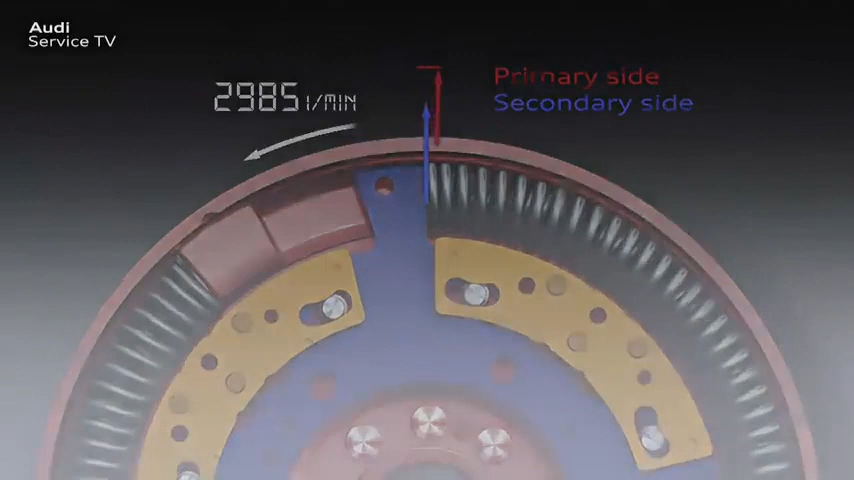 Audi
Service TV
2985 1/MIN
Primary side
Secondary side